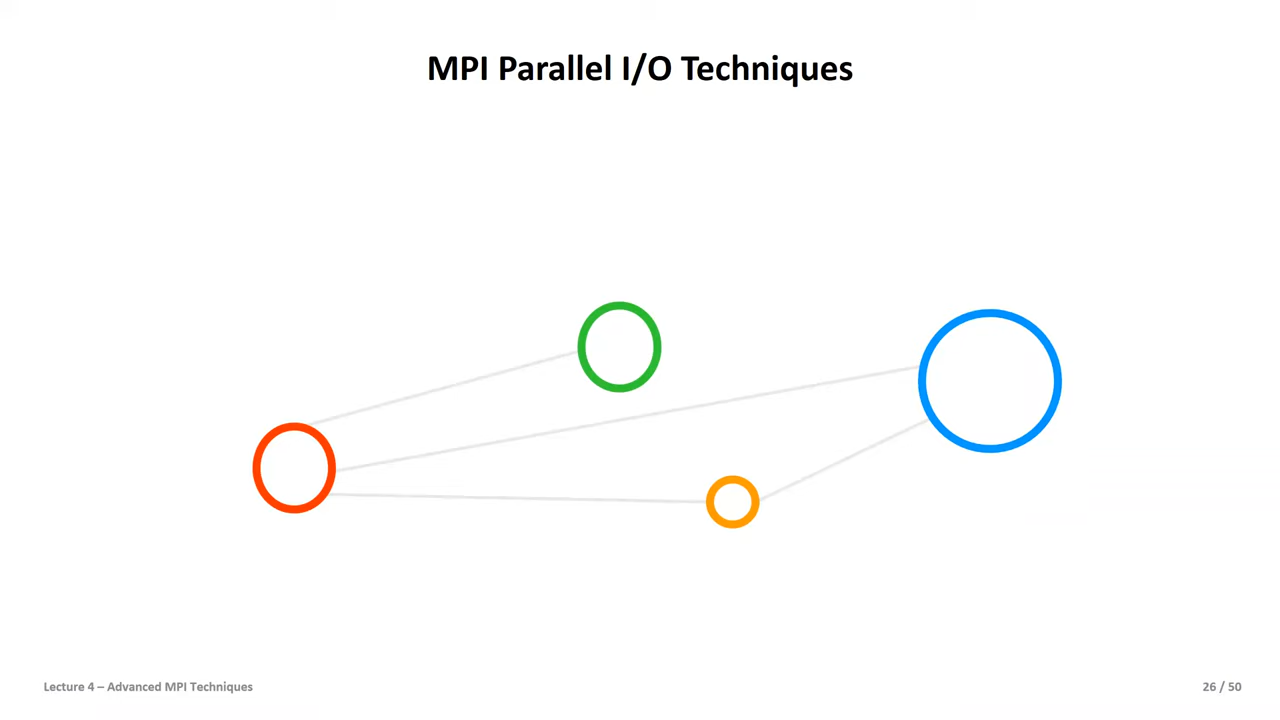 MPI Parallel I/O Techniques
Lecture 4 – Advanced MPI Techniques
26 / 50